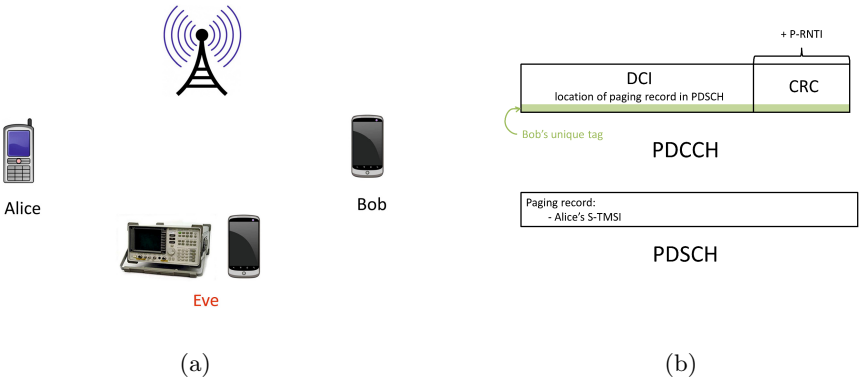 + P-RNTI
DCI
location of paging record in PDSCH
CRC
Bob's unique tag
PDCCH
Alice
Bob
Paging record:
- Alice's S-TMSI
PDSCH
Eve
(a)
(b)